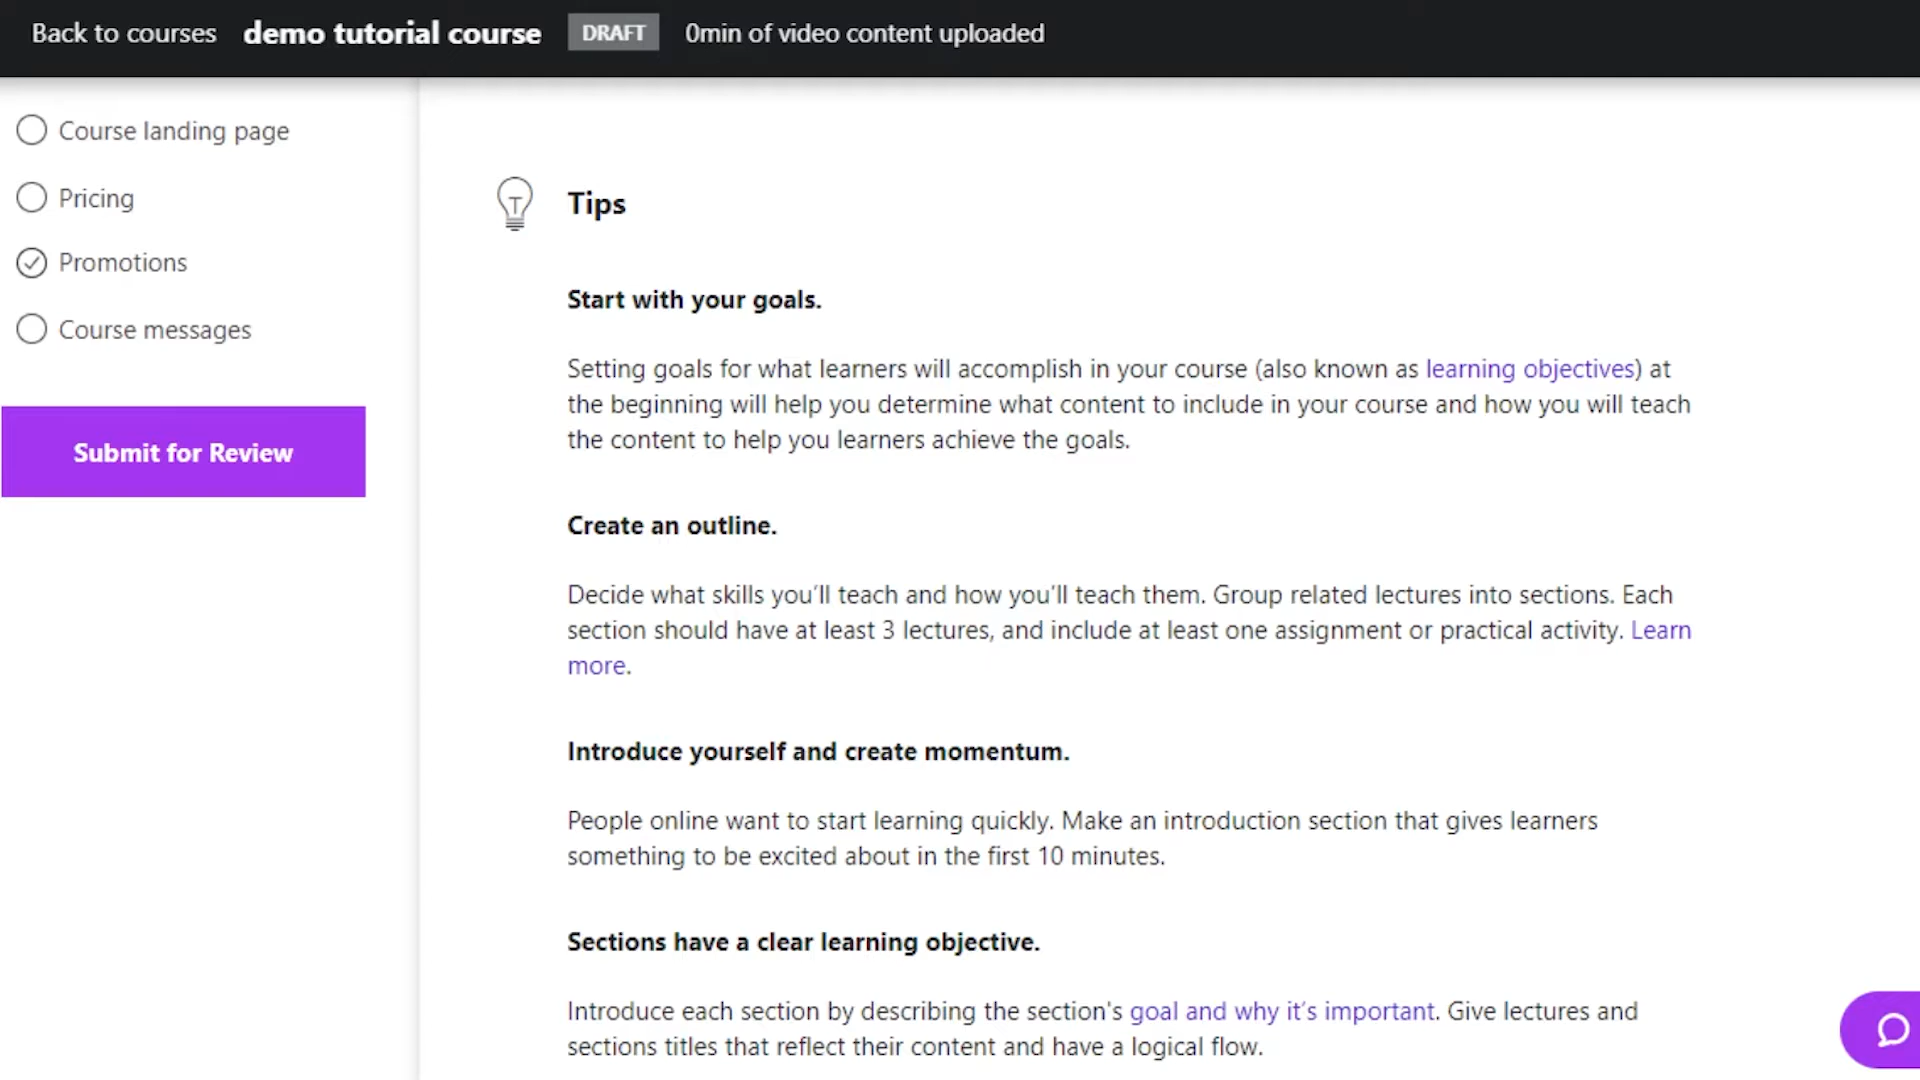 Back to courses demo tutorial course DRAFT 0min of video content uploaded
Course landing page
Pricing
Promotions
Course messages
Submit for Review
Tips
Start with your goals.
Setting goals for what learners will accomplish in your course (also known as learning objectives) at
the beginning will help you determine what content to include in your course and how you will teach
the content to help you learners achieve the goals.
Create an outline.
Decide what skills you'll teach and how you'll teach them. Group related lectures into sections. Each
section should have at least 3 lectures, and include at least one assignment or practical activity. Learn
more.
Introduce yourself and create momentum.
People online want to start learning quickly. Make an introduction section that gives learners
something to be excited about in the first 10 minutes.
Sections have a clear learning objective.
Introduce each section by describing the section's goal and why it's important. Give lectures and
sections titles that reflect their content and have a logical flow.